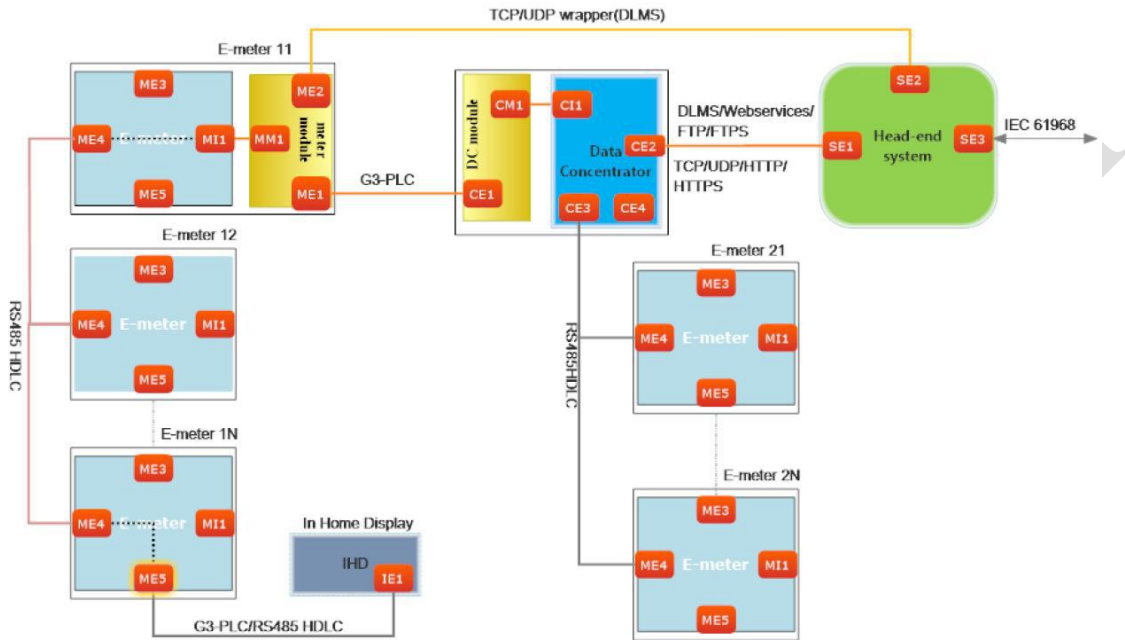 TCP/UDP wrapper(DLMS)
E-meter 11
ME3
ME4
E-meter
MI1
ME5
MM1
ME2
meter
module
ME1
G3-PLC
DC module
CM1
CE1
CI1
Data
Concentrator
CE2
CE3
CE4
DLMS/Webservices/
FTP/FTPS
TCP/UDP/HTTP/
HTTPS
SE2
SE1
Head-end
system
SE3
IEC 61968
RS485 HDLC
E-meter 12
ME3
ME4
E-meter
MI1
ME5
E-meter 1N
ME3
ME4
E-meter
MI1
ME5
In Home Display
IHD
IE1
G3-PLC/RS485 HDLC
RS485HDLC
E-meter 21
ME3
ME4
E-meter
MI1
ME5
E-meter 2N
ME3
ME4
E-meter
MI1
ME5